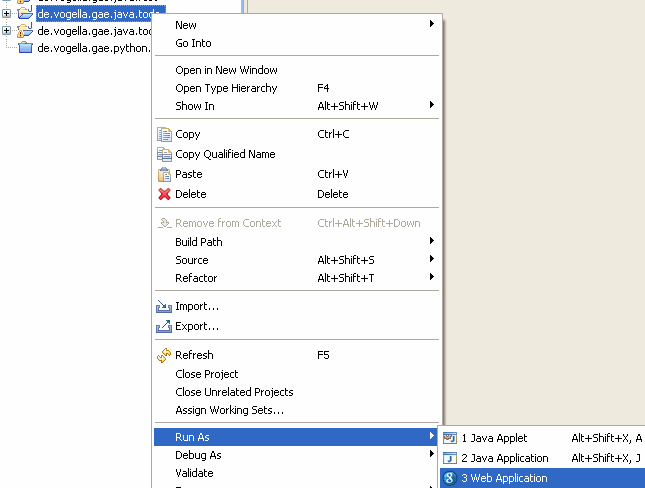 de.vogella.gae.java.toda
de.vogella.gae.java.too
de.vogella.gae.python.
New
Go Into
Open in New Window
Open Type Hierarchy F4
Show In Alt+Shift+W
Copy Ctrl+C
Copy Qualified Name
Paste Ctrl+V
Delete Delete
Remove from Context Ctrl+Alt+Shift+Down
Build Path
Source Alt+Shift+S
Refactor Alt+Shift+T
Import...
Export...
Refresh F5
Close Project
Close Unrelated Projects
Assign Working Sets...
Run As
Debug As
Validate
1 Java Applet Alt+Shift+X, A
2 Java Application Alt+Shift+X, J
3 Web Application